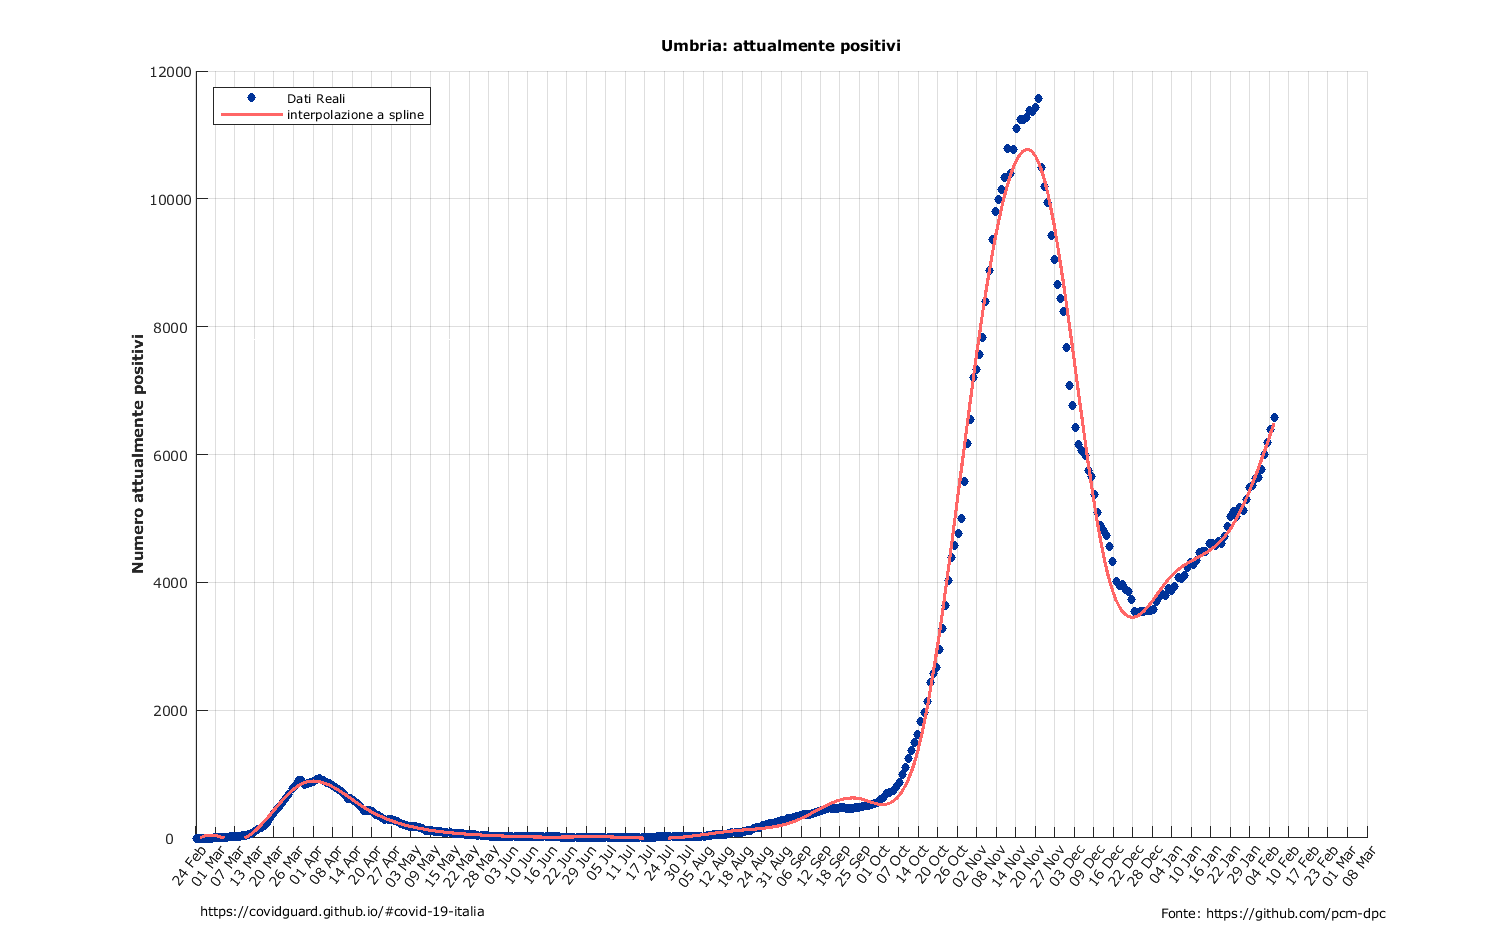 Umbria: attualmente positivi
12000
Dati Reali
interpolazione a spline
10000
8000
6000
4000
2000
0
Numero attualmente positivi
24 Feb
01 Mar
07 Mar
13 Mar
20 Mar
26 Mar
01 Apr
08 Apr
14 Apr
20 Apr
27 Apr
03 May
09 May
15 May
22 May
28 May
03 Jun
10 Jun
16 Jun
22 Jun
29 Jun
05 Jul
11 Jul
17 Jul
24 Jul
30 Jul
05 Aug
12 Aug
18 Aug
24 Aug
31 Aug
06 Sep
12 Sep
18 Sep
25 Sep
01 Oct
07 Oct
14 Oct
20 Oct
26 Oct
02 Nov
08 Nov
14 Nov
20 Nov
27 Nov
03 Dec
09 Dec
16 Dec
22 Dec
28 Dec
04 Jan
10 Jan
16 Jan
22 Jan
29 Jan
04 Feb
10 Feb
17 Feb
23 Feb
01 Mar
08 Mar
https://covidguard.github.io/#covid-19-italia
Fonte: https://github.com/pcm-dpc